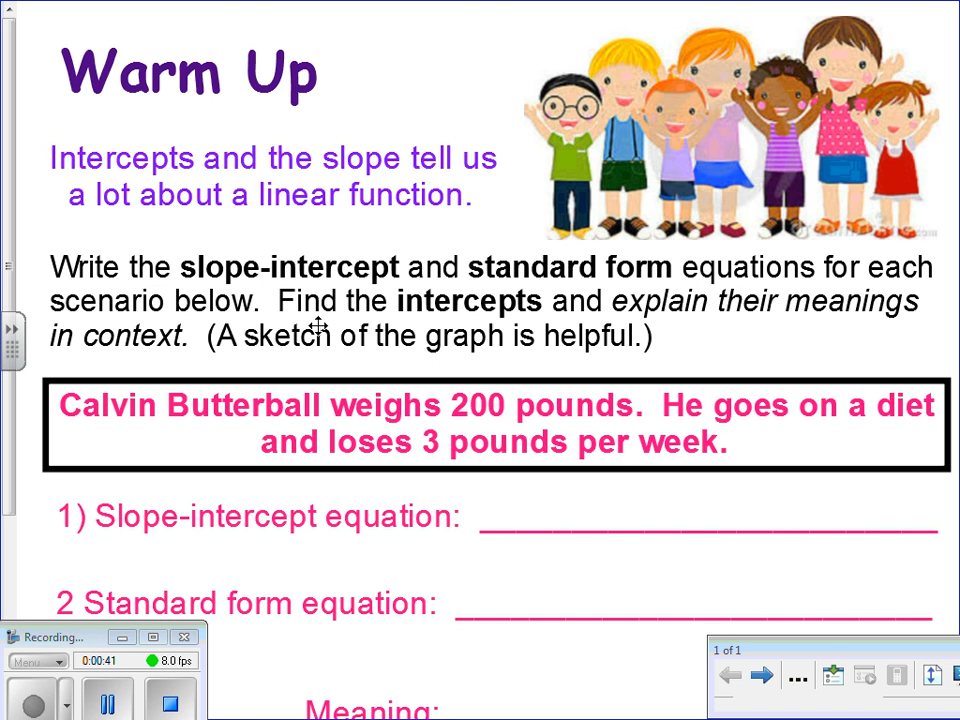 Warm Up
Intercepts and the slope tell us
a lot about a linear function.
Write the slope-intercept and standard form equations for each
scenario below. Find the intercepts and explain their meanings
in context. (A sketch of the graph is helpful.)
Calvin Butterball weighs 200 pounds. He goes on a diet
and loses 3 pounds per week.
1) Slope-intercept equation: __________________________
2 Standard form equation: ___________________________
Recording...
Menu
0:00:41
8.0 fps
1 of 1
Meaning: